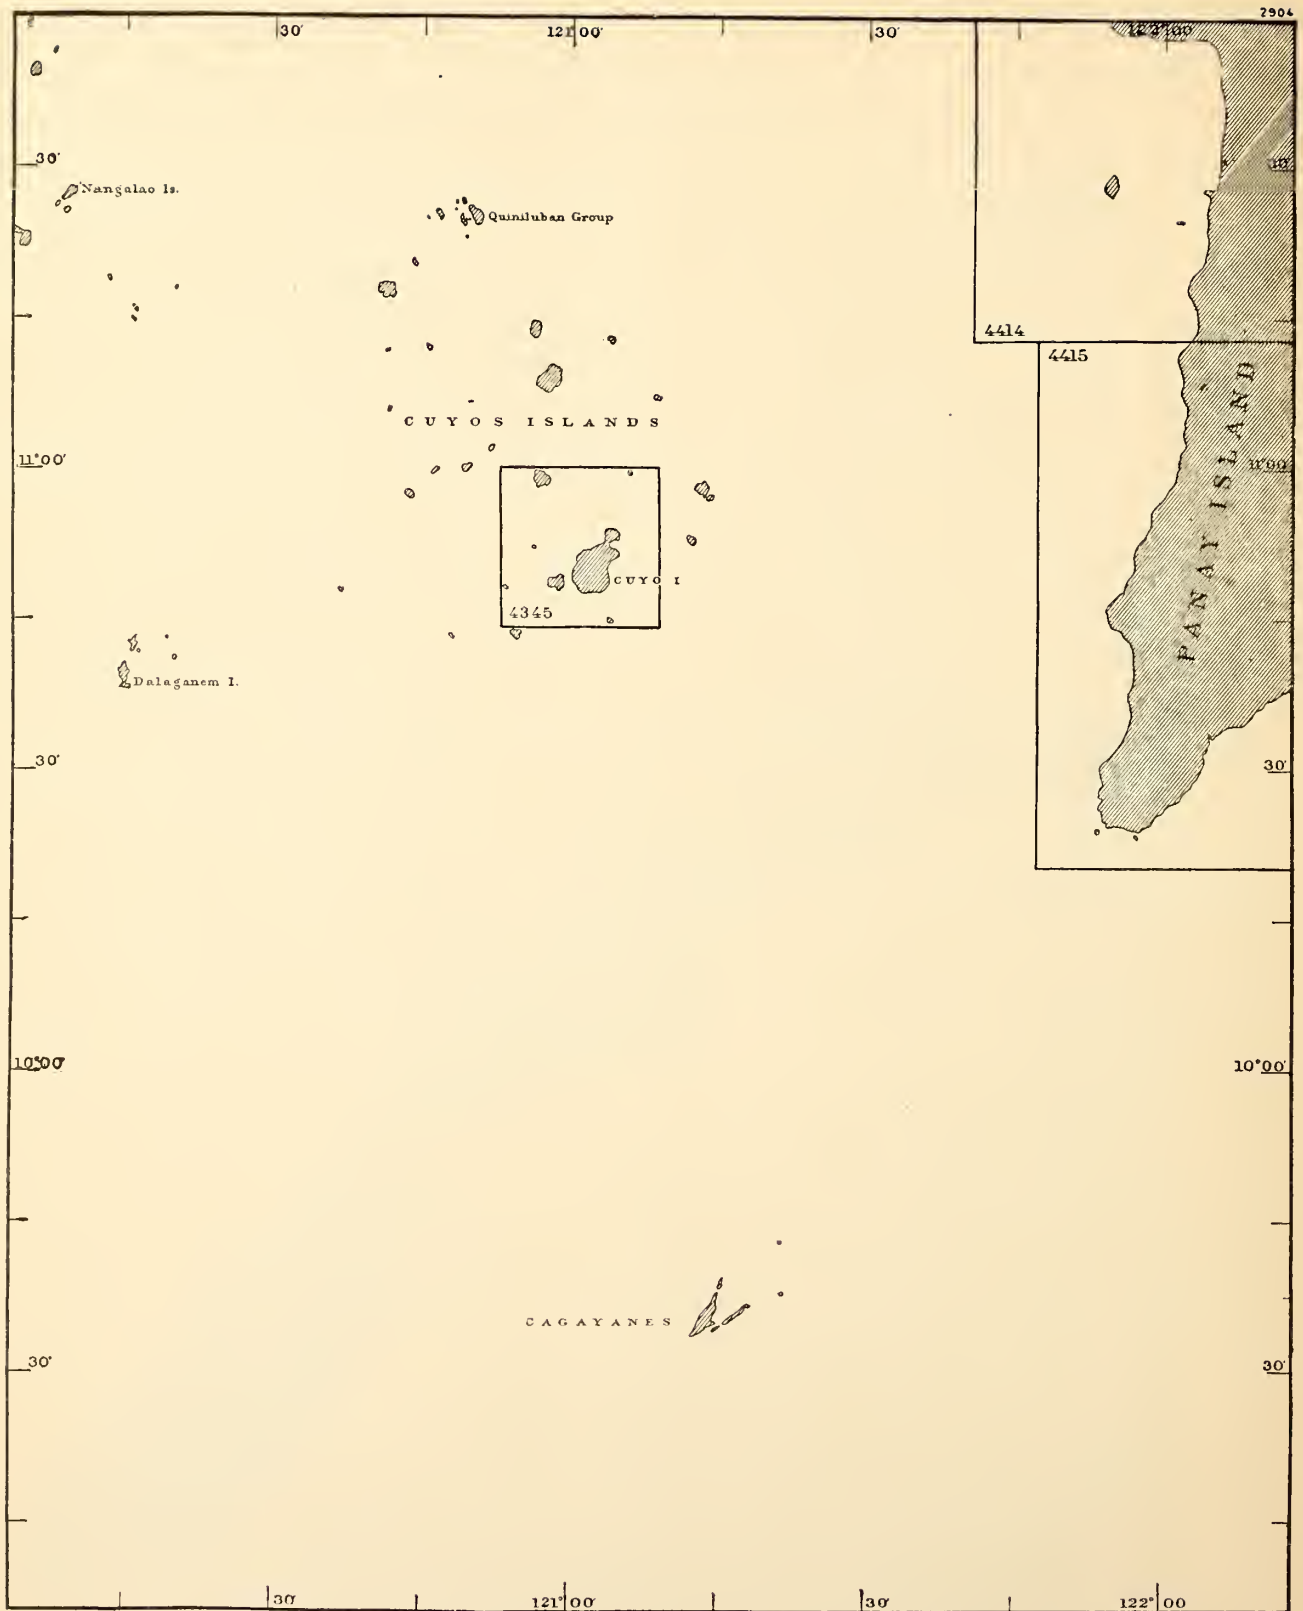 2904
30' 121°00' 30' 122°00'
30' 30'
Nangalao Is.
Quiniluban Group
4414
4415
CUYOS ISLANDS
PANAY ISLAND
11°00' 11°00'
CUYO I
4345
Dalaganem I.
30' 30'
10°00' 10°00'
CAGAYANES
30' 30'
30' 121°00' 30' 122°00'